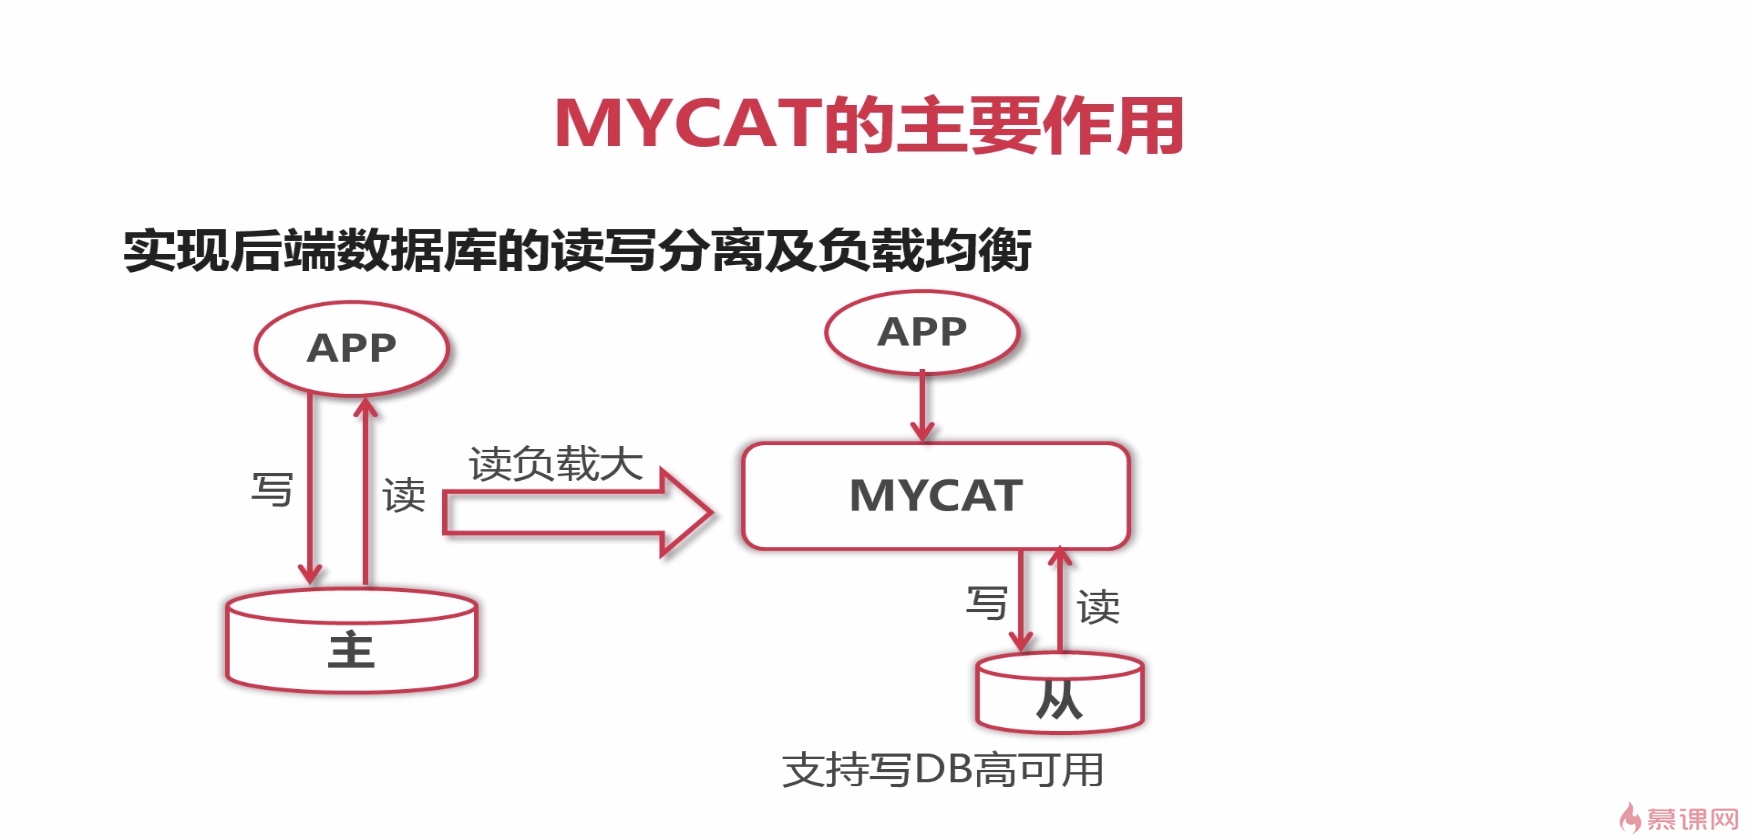 MYCAT的主要作用
实现后端数据库的读写分离及负载均衡
APP
写
读
主
读负载大
APP
MYCAT
写
读
从
支持写DB高可用
慕课网